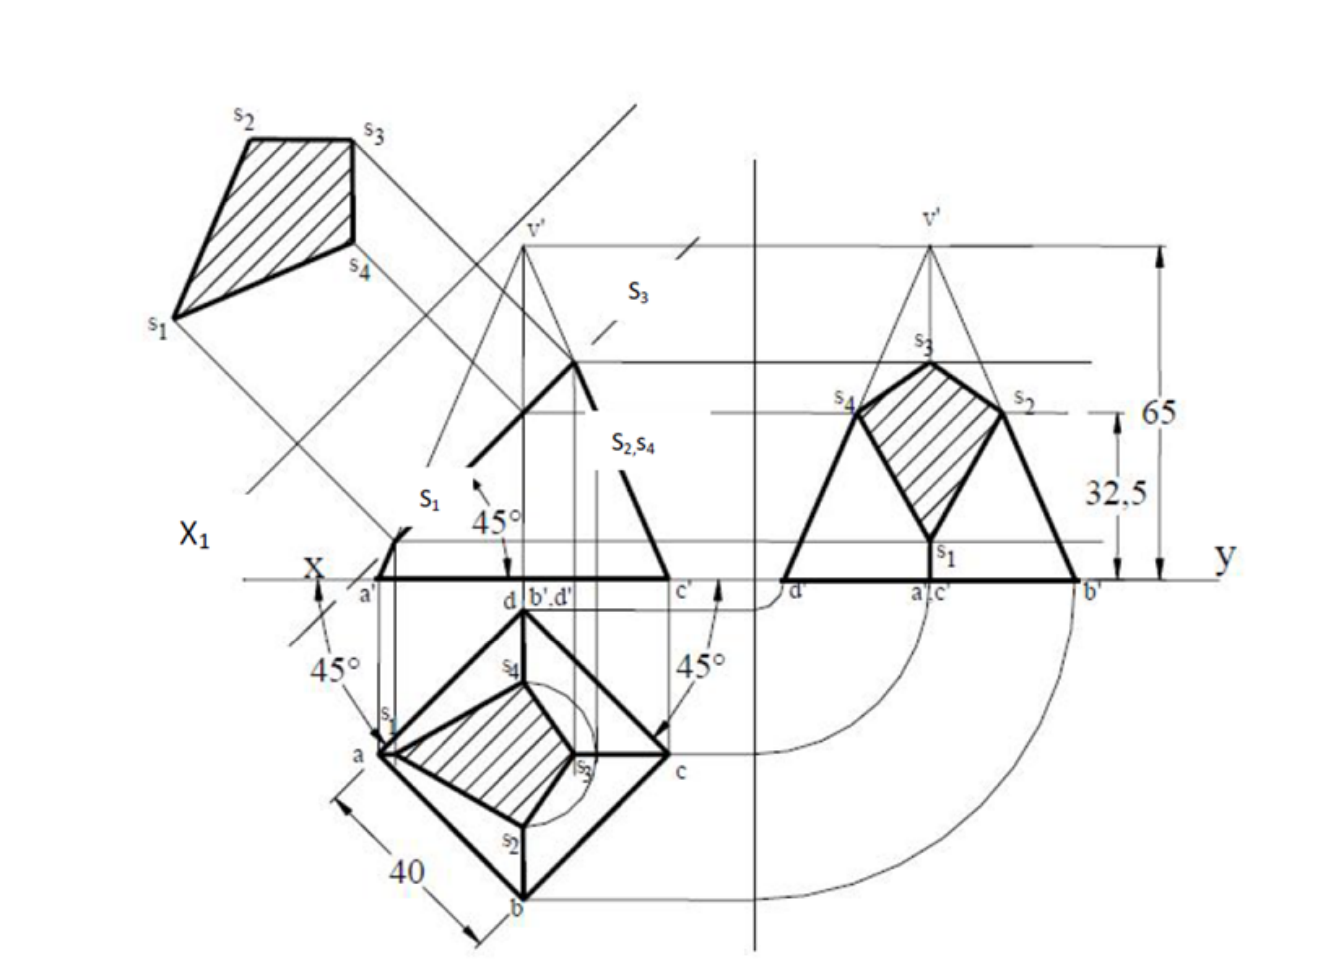 s2
s3
s4
s1
v'
v'
S3
s3
s4
s2
65
S2,s4
32,5
S1
45°
X1
s1
X
y
a'
d
b',d'
c'
d'
a',c'
b'
45°
s4
45°
s1
a
s3
c
s2
40
b